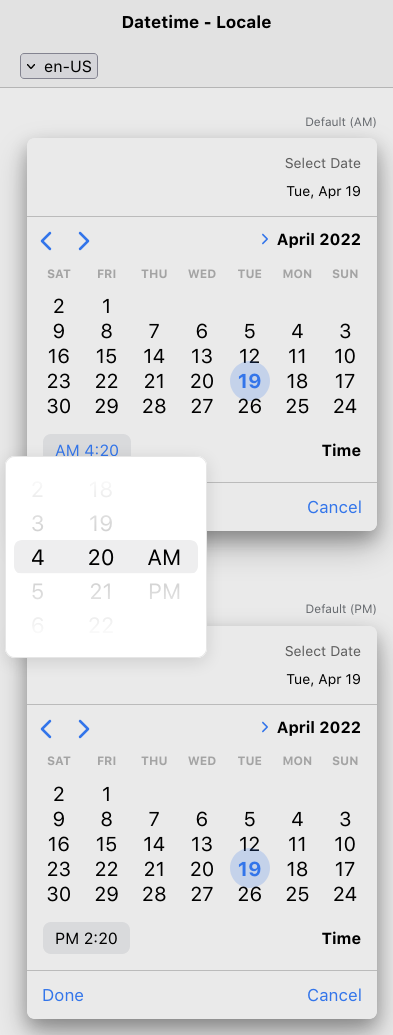 Datetime - Locale
en-US
Default (AM)
Select Date
Tue, Apr 19
April 2022
SAT FRI THU WED TUE MON SUN
2 1
9 8 7 6 5 4 3
16 15 14 13 12 11 10
23 22 21 20 19 18 17
30 29 28 27 26 25 24
AM 4:20 Time
Cancel
2 18
3 19
4 20 AM
5 21 PM
6 22
Default (PM)
Select Date
Tue, Apr 19
April 2022
SAT FRI THU WED TUE MON SUN
2 1
9 8 7 6 5 4 3
16 15 14 13 12 11 10
23 22 21 20 19 18 17
30 29 28 27 26 25 24
PM 2:20 Time
Done Cancel